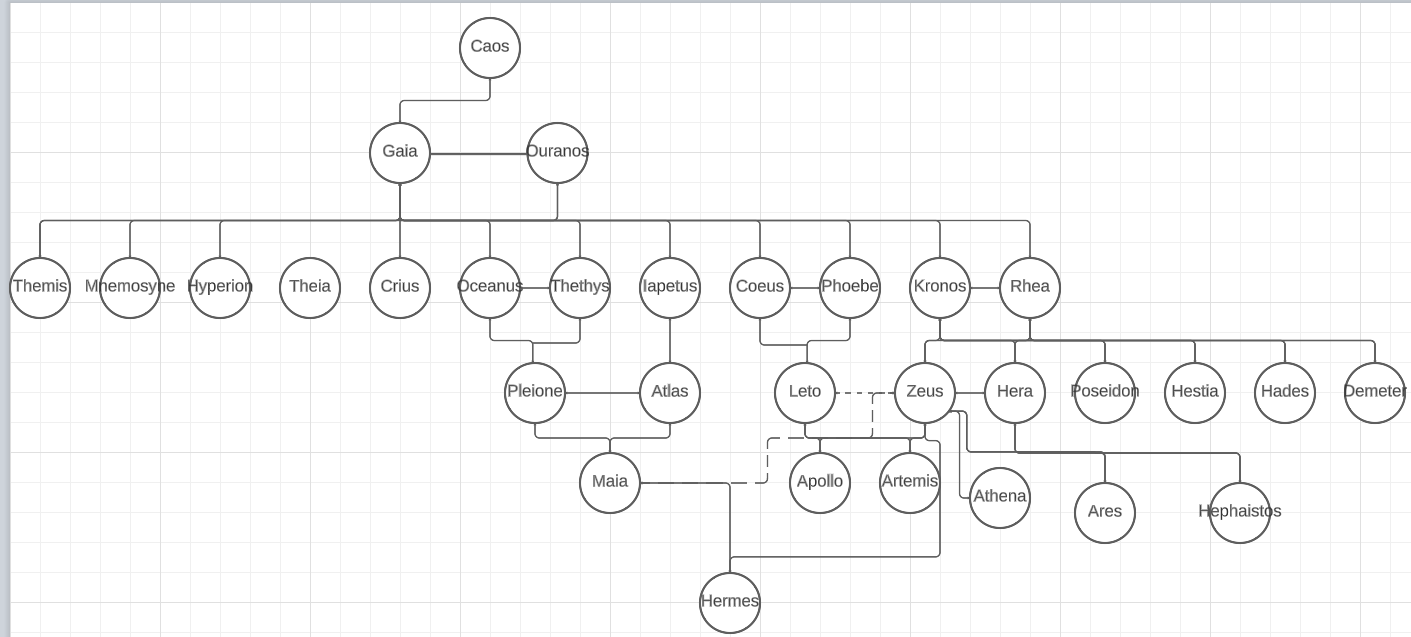 Caos
Gaia
Ouranos
Themis
Mnemosyne
Hyperion
Theia
Crius
Oceanus
Thethys
Iapetus
Coeus
Phoebe
Kronos
Rhea
Pleione
Atlas
Leto
Zeus
Hera
Poseidon
Hestia
Hades
Demeter
Maia
Apollo
Artemis
Athena
Ares
Hephaistos
Hermes